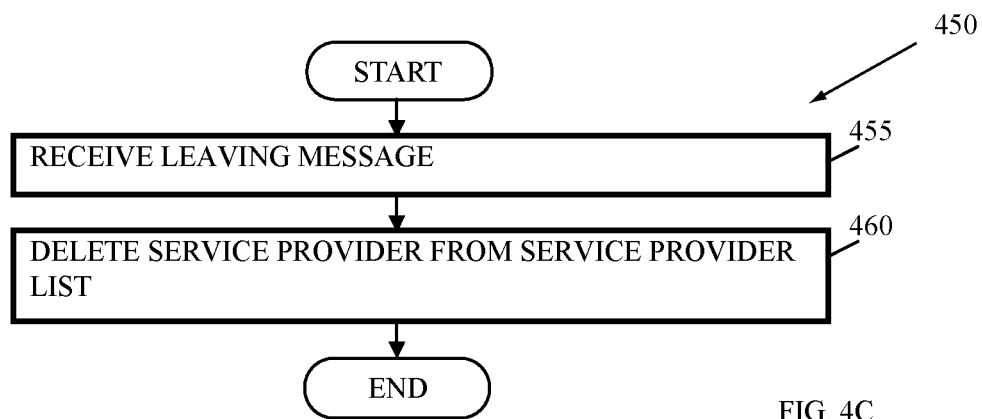 450
START
455
RECEIVE LEAVING MESSAGE
460
DELETE SERVICE PROVIDER FROM SERVICE PROVIDER
LIST
END
FIG. 4C